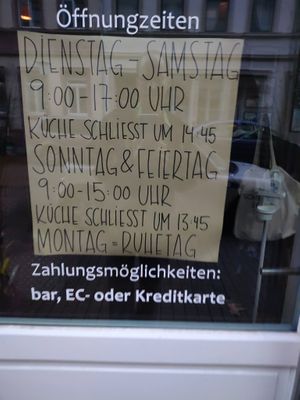 Öffnungzeiten
DIENSTAG - SAMSTAG
9:00-17:00 UHR
KÜCHE SCHLIESST UM 14:45
SONNTAG & FEIERTAG
9:00-15:00 UHR
KÜCHE SCHLIESST UM 13:45
MONTAG = RUHETAG
Zahlungsmöglichkeiten:
bar, EC- oder Kreditkarte